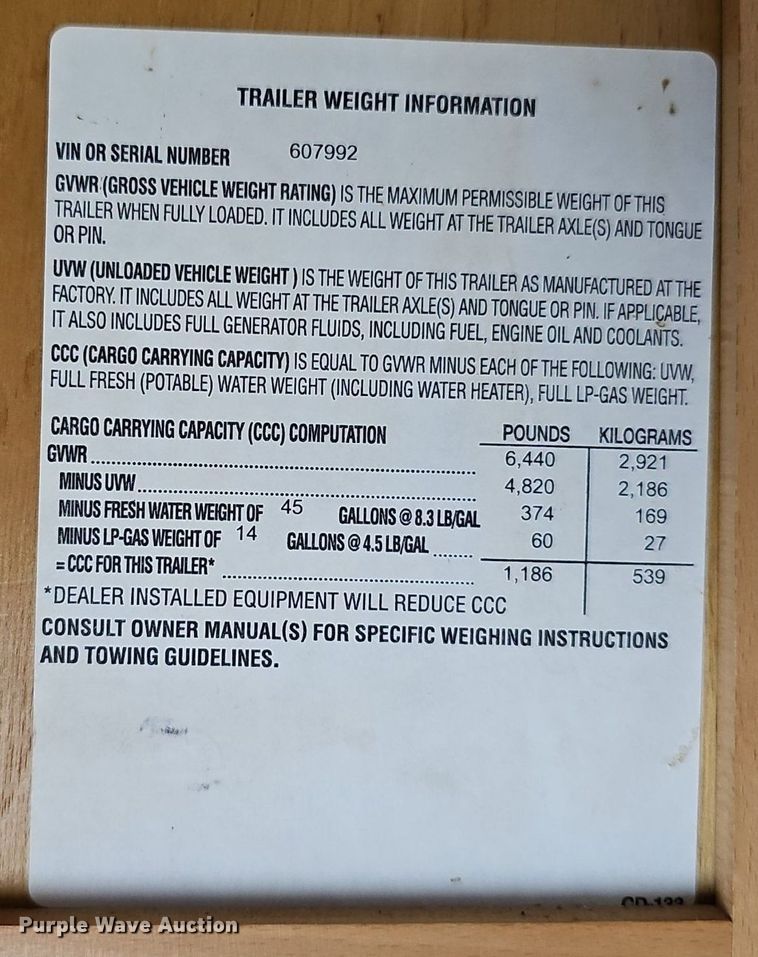 TRAILER WEIGHT INFORMATION
VIN OR SERIAL NUMBER 607992
GVWR (GROSS VEHICLE WEIGHT RATING) IS THE MAXIMUM PERMISSIBLE WEIGHT OF THIS
TRAILER WHEN FULLY LOADED. IT INCLUDES ALL WEIGHT AT THE TRAILER AXLE(S) AND TONGUE
OR PIN.
UVW (UNLOADED VEHICLE WEIGHT ) IS THE WEIGHT OF THIS TRAILER AS MANUFACTURED AT THE
FACTORY. IT INCLUDES ALL WEIGHT AT THE TRAILER AXLE(S) AND TONGUE OR PIN. IF APPLICABLE,
IT ALSO INCLUDES FULL GENERATOR FLUIDS, INCLUDING FUEL, ENGINE OIL AND COOLANTS.
CCC (CARGO CARRYING CAPACITY) IS EQUAL TO GVWR MINUS EACH OF THE FOLLOWING: UVW,
FULL FRESH (POTABLE) WATER WEIGHT (INCLUDING WATER HEATER), FULL LP-GAS WEIGHT.
CARGO CARRYING CAPACITY (CCC) COMPUTATION POUNDS KILOGRAMS
GVWR 6,440 2,921
MINUS UVW 4,820 2,186
MINUS FRESH WATER WEIGHT OF 45 GALLONS @ 8.3 LB/GAL 374 169
MINUS LP-GAS WEIGHT OF 14 GALLONS @ 4.5 LB/GAL 60 27
= CCC FOR THIS TRAILER* 1,186 539
*DEALER INSTALLED EQUIPMENT WILL REDUCE CCC
CONSULT OWNER MANUAL(S) FOR SPECIFIC WEIGHING INSTRUCTIONS
AND TOWING GUIDELINES.
CD-133
Purple Wave Auction